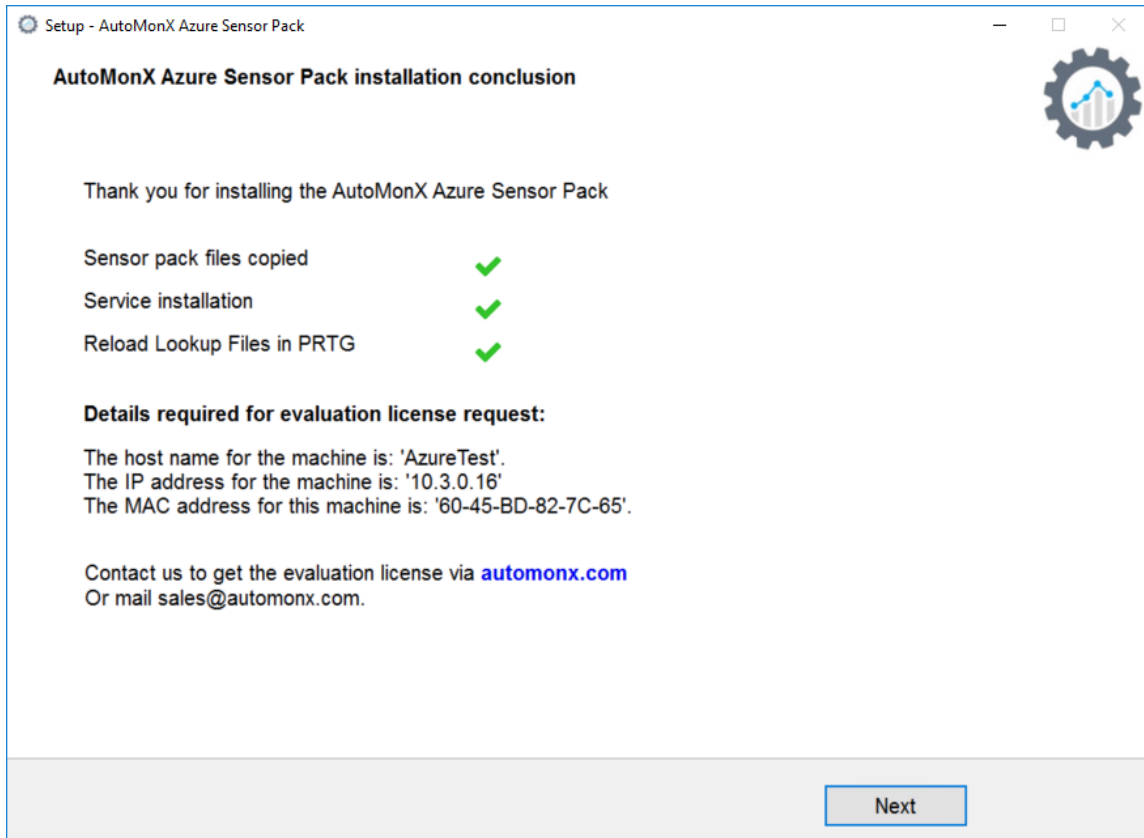 Setup - AutoMonX Azure Sensor Pack
AutoMonX Azure Sensor Pack installation conclusion
Thank you for installing the AutoMonX Azure Sensor Pack
Sensor pack files copied
Service installation
Reload Lookup Files in PRTG
Details required for evaluation license request:
The host name for the machine is: 'AzureTest'.
The IP address for the machine is: '10.3.0.16'
The MAC address for this machine is: '60-45-BD-82-7C-65'.
Contact us to get the evaluation license via automonx.com
Or mail sales@automonx.com.
Next